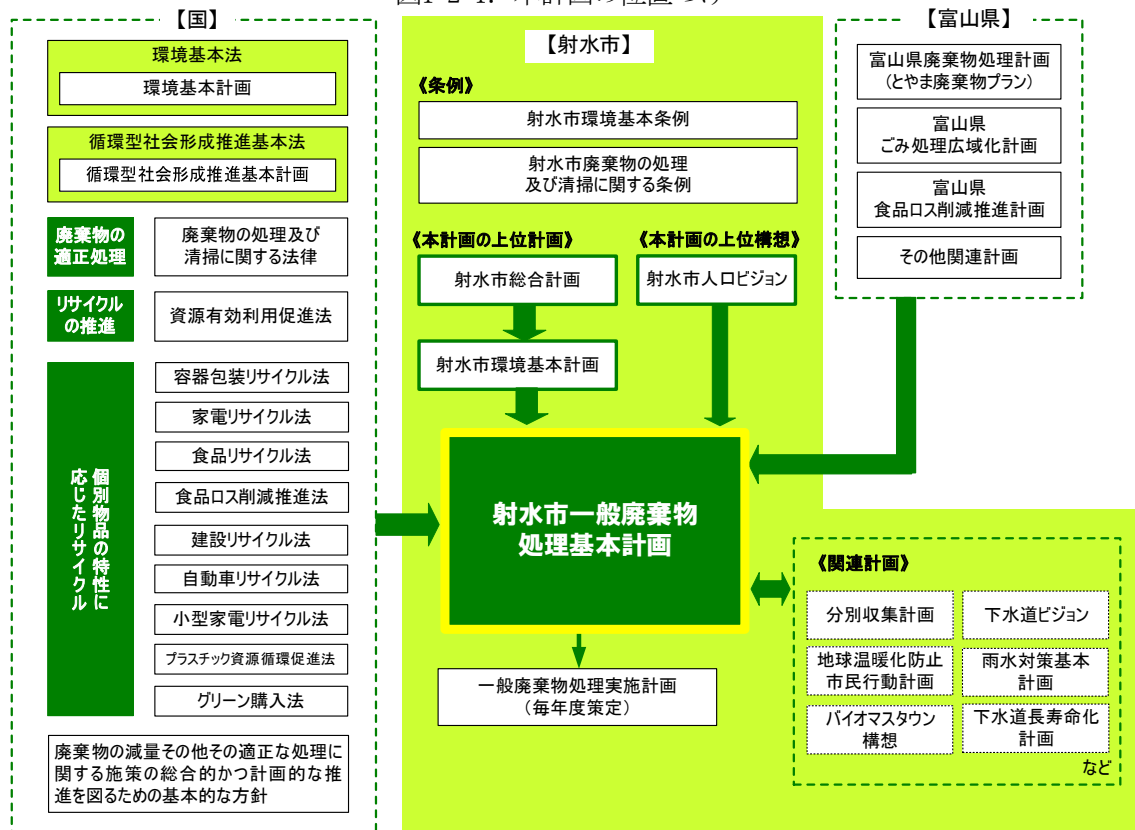 【国】
環境基本法
環境基本計画
循環型社会形成推進基本法
循環型社会形成推進基本計画
廃棄物の
適正処理
廃棄物の処理及び
清掃に関する法律
リサイクル
の推進
資源有効利用促進法
個別物品の特性に
応じたリサイクル
容器包装リサイクル法
家電リサイクル法
食品リサイクル法
食品ロス削減推進法
建設リサイクル法
自動車リサイクル法
小型家電リサイクル法
プラスチック資源循環促進法
グリーン購入法
廃棄物の減量その他その適正な処理に
関する施策の総合的かつ計画的な推
進を図るための基本的な方針
【射水市】
《条例》
射水市環境基本条例
射水市廃棄物の処理
及び清掃に関する条例
《本計画の上位計画》
射水市総合計画
射水市環境基本計画
《本計画の上位構想》
射水市人口ビジョン
射水市一般廃棄物
処理基本計画
一般廃棄物処理実施計画
(毎年度策定)
【富山県】
富山県廃棄物処理計画
(とやま廃棄物プラン)
富山県
ごみ処理広域化計画
富山県
食品ロス削減推進計画
その他関連計画
《関連計画》
分別収集計画
下水道ビジョン
地球温暖化防止
市民行動計画
雨水対策基本
計画
バイオマスタウン
構想
下水道長寿命化
計画
など